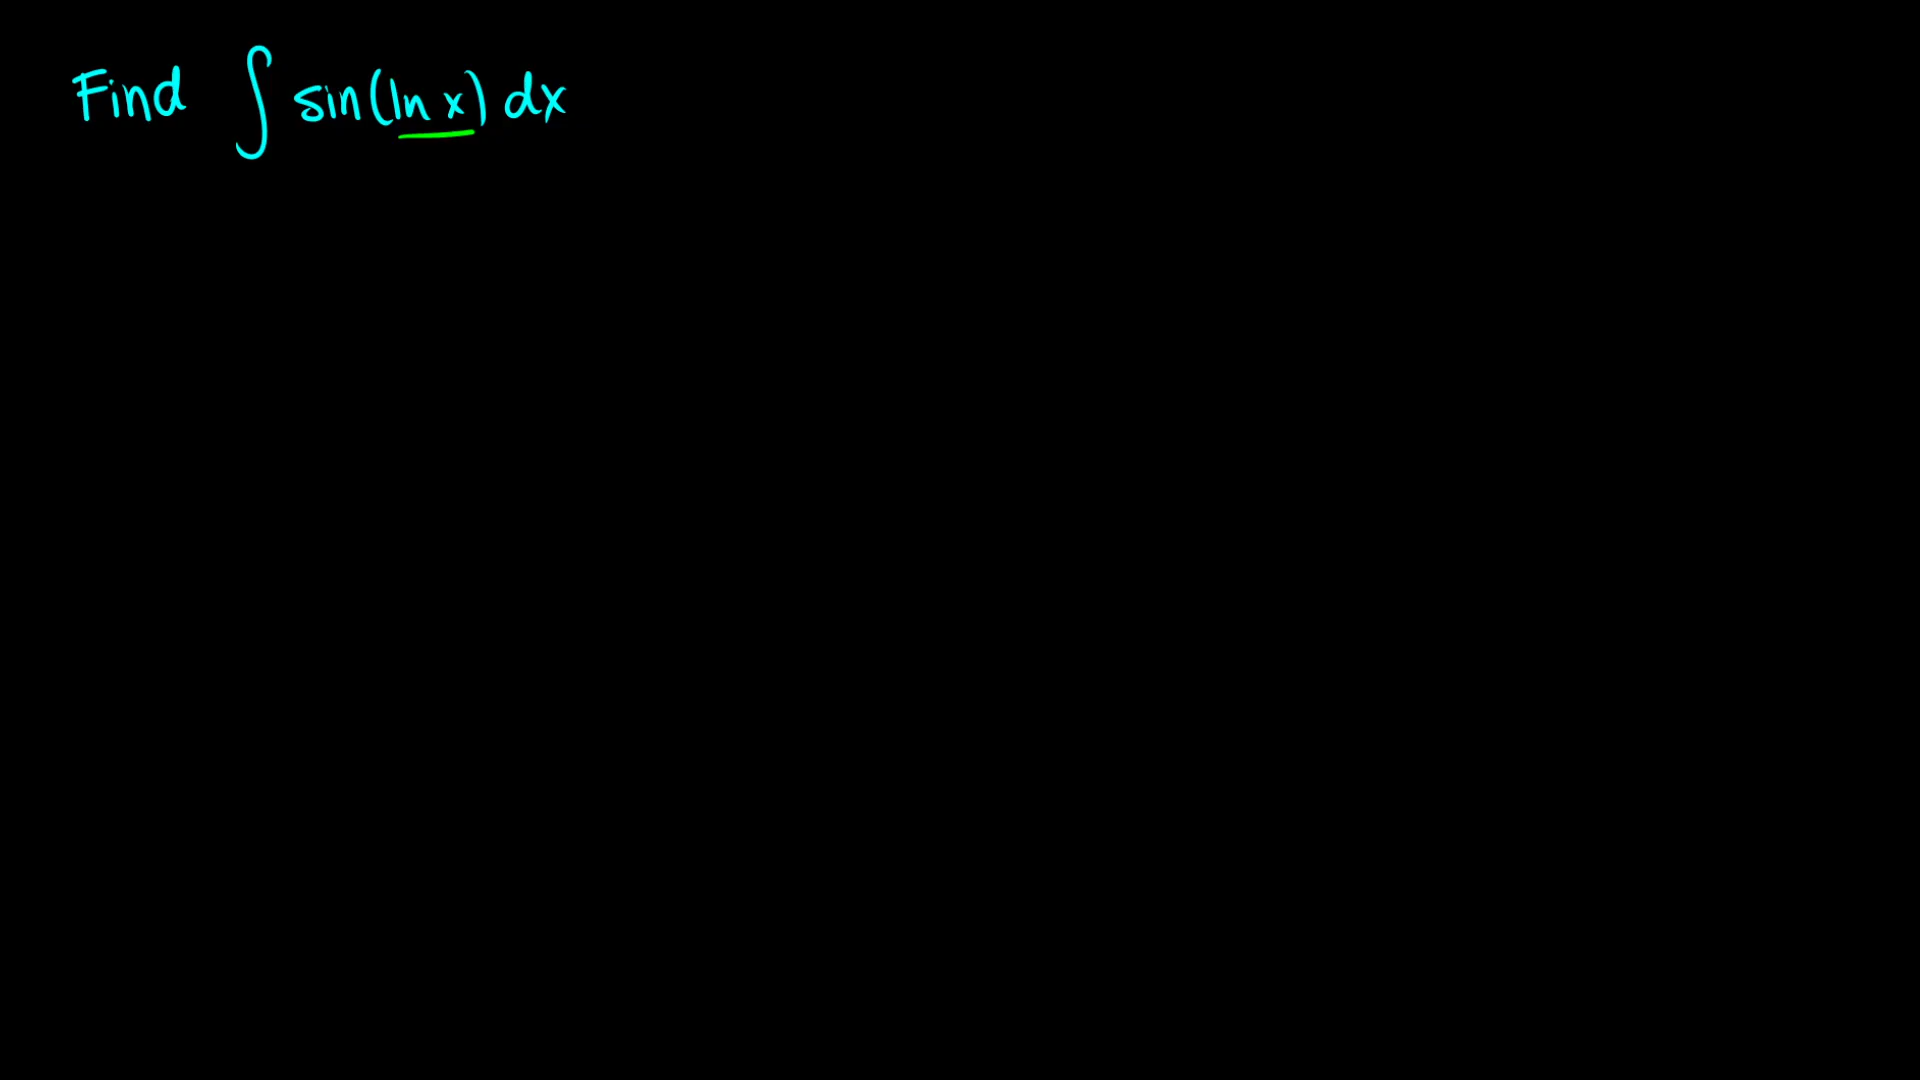 Find ∫ sin(ln x) dx